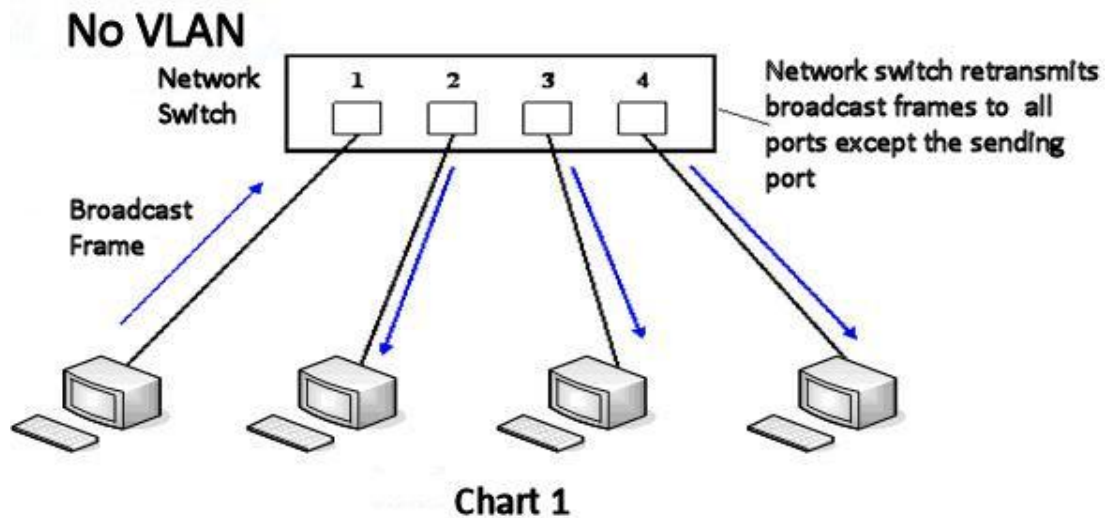 No VLAN
Network
Switch
1 2 3 4
Network switch retransmits
broadcast frames to all
ports except the sending
port
Broadcast
Frame
Chart 1